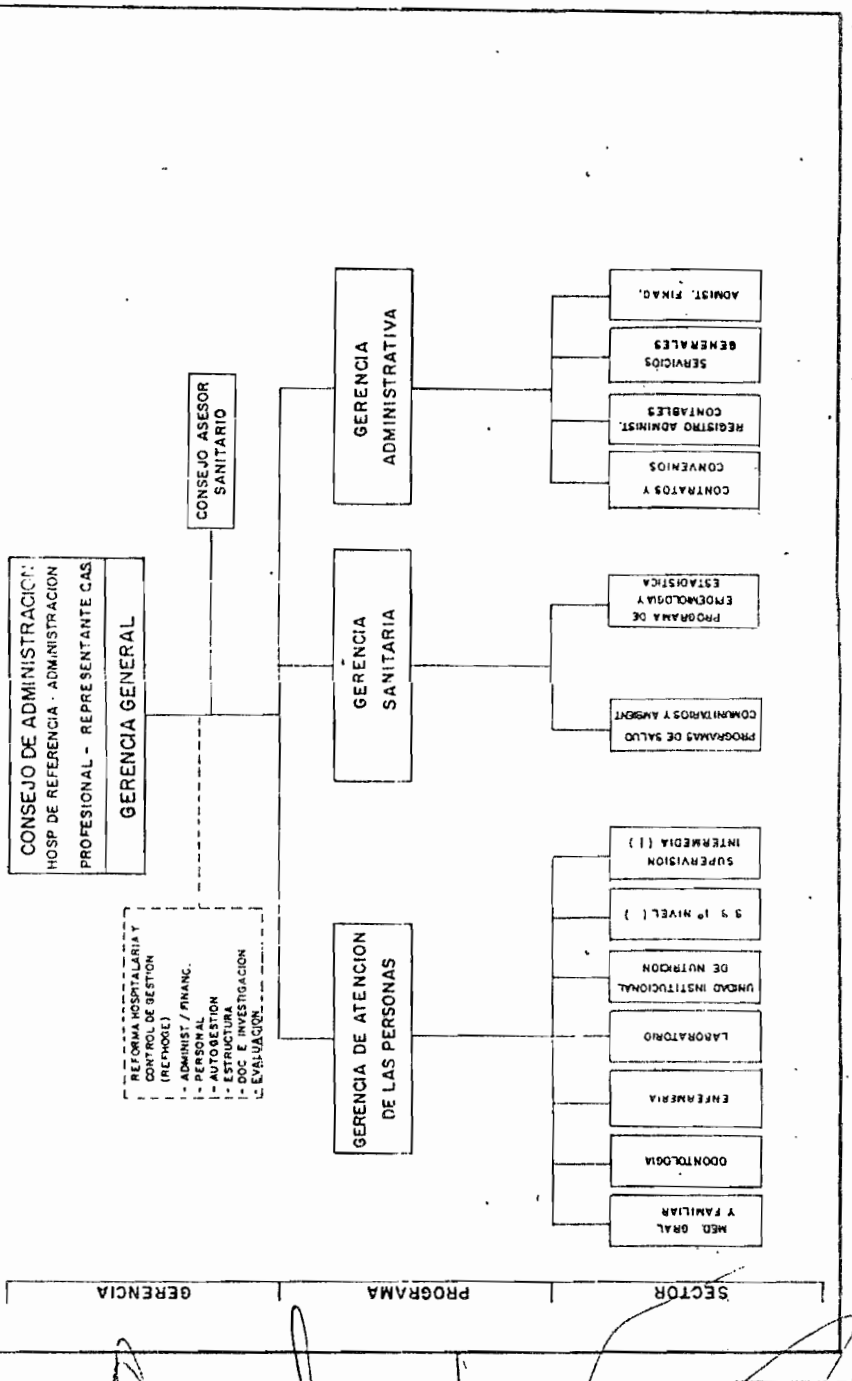 CONSEJO DE ADMINISTRACION
HOSP DE REFERENCIA - ADMINISTRACION
PROFESIONAL - REPRESENTANTE CAS
GERENCIA GENERAL
REFORMA HOSPITALARIA Y
CONTROL DE GESTION
(REFHOGE)
- ADMINIST / FINANC.
- PERSONAL
- AUTOGESTION
- ESTRUCTURA
- DOC E INVESTIGACION
- EVALUACION
CONSEJO ASESOR
SANITARIO
GERENCIA DE ATENCION
DE LAS PERSONAS
GERENCIA
SANITARIA
GERENCIA
ADMINISTRATIVA
MED. GRAL
Y FAMILIAR
ODONTOLOGIA
ENFERMERIA
LABORATORIO
UNIDAD INSTITUCIONAL
DE NUTRICION
1º NIVEL ( )
SUPERVISION
INTERMEDIA ( I )
PROGRAMAS DE SALUD
COMUNITARIOS Y AMBIENT
PROGRAMA DE
EPIDEMOLOGIA Y
ESTADISTICA
CONTRATOS Y
CONVENIOS
REGISTRO ADMINIST.
CONTABLES
SERVICIOS
GENERALES
ADMIST. FINAC.
GERENCIA
PROGRAMA
SECTOR